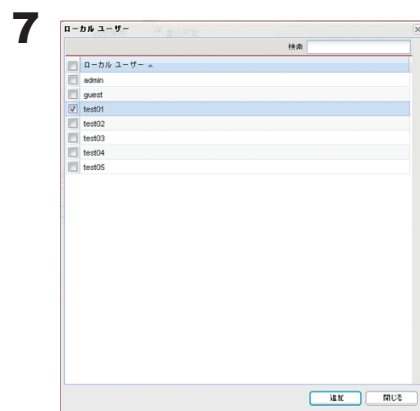 7
ローカル ユーザー
検索
ローカル ユーザー
admin
guest
test01
test02
test03
test04
test05
追加
閉じる